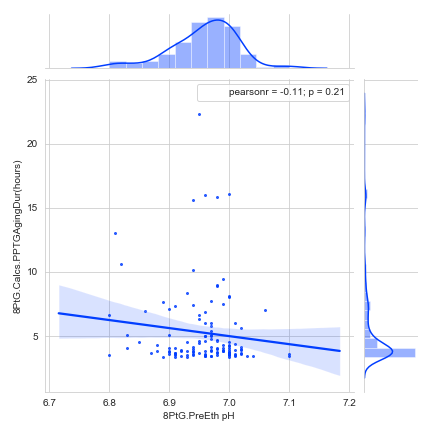 pearsonr = -0.11; p = 0.21
25
20
15
10
5
8PtG.Calcs.PPTGAgingDur(hours)
6.7 6.8 6.9 7.0 7.1 7.2
8PtG.PreEth pH